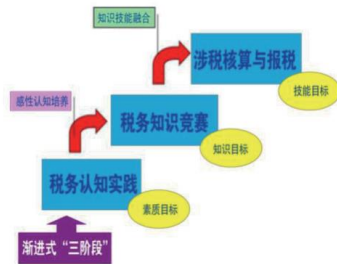 知识技能融合
涉税核算与报税
技能目标
感性认知培养
税务知识竞赛
知识目标
税务认知实践
素质目标
渐进式“三阶段”